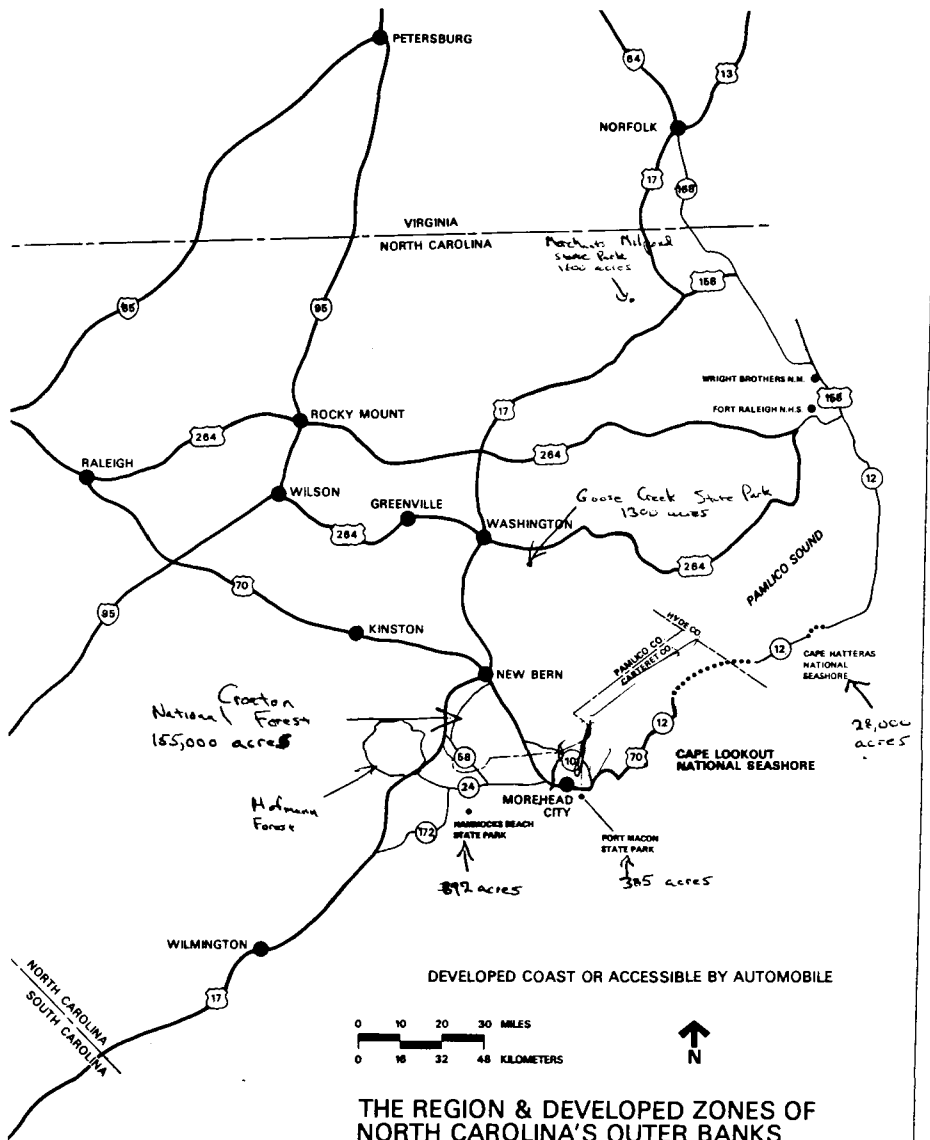 PETERSBURG
64
13
NORFOLK
17
168
VIRGINIA
NORTH CAROLINA
Merchants Millpond
State Park
1600 acres
158
85
95
WRIGHT BROTHERS N.M.
158
FORT RALEIGH N.H.S.
17
ROCKY MOUNT
264
264
RALEIGH
12
WILSON
GREENVILLE
Goose Creek State Park
1300 acres
WASHINGTON
264
264
PAMLICO SOUND
70
95
KINSTON
HYDE CO.
PAMLICO CO.
CARTERET CO.
12
CAPE HATTERAS
NATIONAL
SEASHORE
NEW BERN
Croatan
National Forest
155,000 acres
28,000
acres
12
58
10
70
CAPE LOOKOUT
NATIONAL SEASHORE
24
MOREHEAD
CITY
Hofmann
Forest
HAMMOCKS BEACH
STATE PARK
172
FORT MACON
STATE PARK
892 acres
385 acres
WILMINGTON
17
NORTH CAROLINA
SOUTH CAROLINA
DEVELOPED COAST OR ACCESSIBLE BY AUTOMOBILE
0 10 20 30 MILES
0 16 32 48 KILOMETERS
N
THE REGION & DEVELOPED ZONES OF
NORTH CAROLINA'S OUTER BANKS